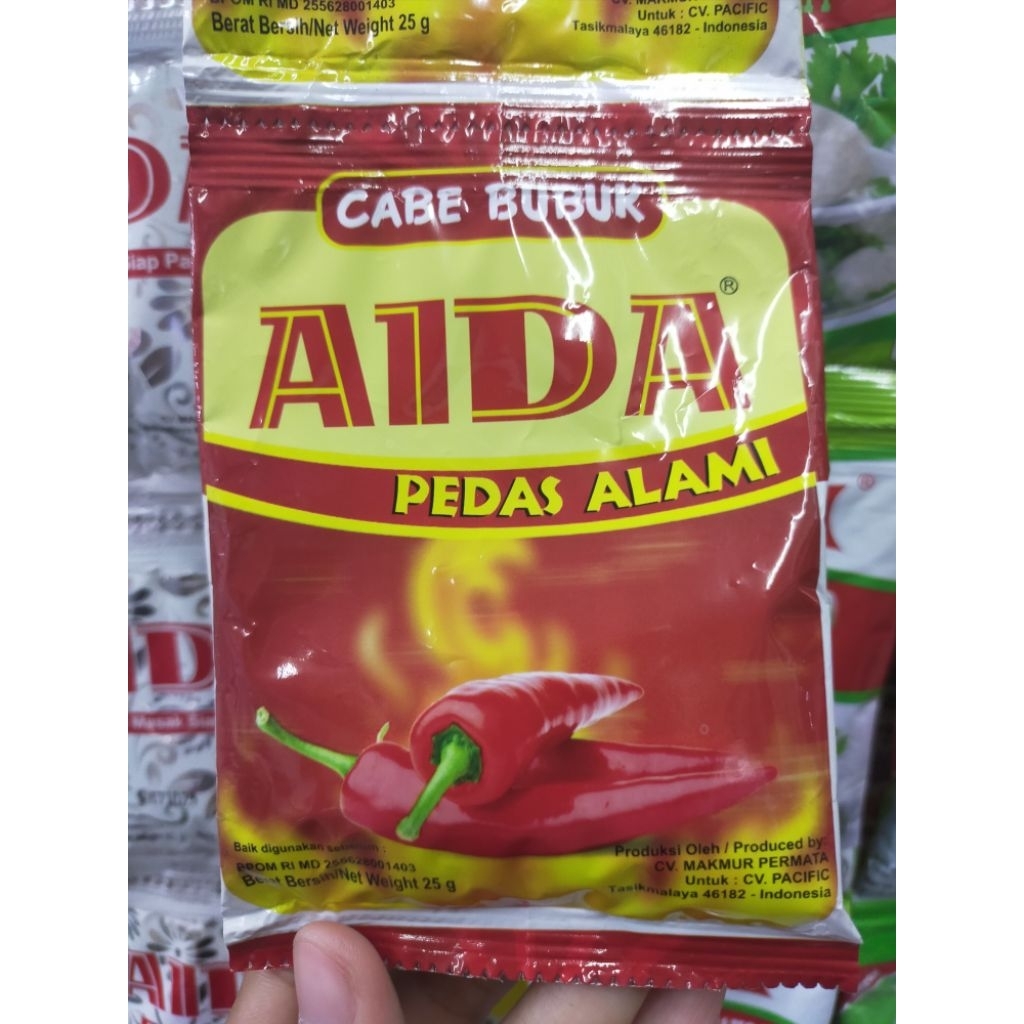 BPOM RI MD 255628001403
Berat Bersih/Net Weight 25 g
CV. MAKMUR
Untuk : CV. PACIFIC
Tasikmalaya 46182 - Indonesia
CABE BUBUK
AIDA ®
PEDAS ALAMI
Baik digunakan sebelum :
BPOM RI MD 255628001403
Berat Bersih/Net Weight 25 g
Produksi Oleh / Produced by:
CV. MAKMUR PERMATA
Untuk : CV. PACIFIC
Tasikmalaya 46182 - Indonesia